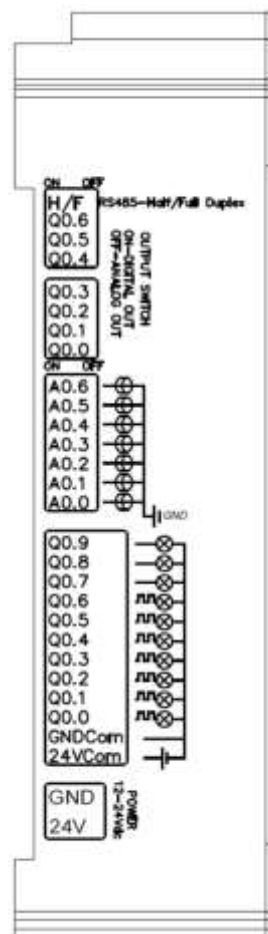 ON OFF
H/F RS485-Half/Full Duplex
Q0.6
Q0.5
Q0.4
OUTPUT SWITCH
ON-DIGITAL OUT
OFF-ANALOG OUT
Q0.3
Q0.2
Q0.1
Q0.0
ON OFF
A0.6
A0.5
A0.4
A0.3
A0.2
A0.1
A0.0
GND
Q0.9
Q0.8
Q0.7
Q0.6
Q0.5
Q0.4
Q0.3
Q0.2
Q0.1
Q0.0
GNDCom
24VCom
GND
24V
POWER
12-24Vdc